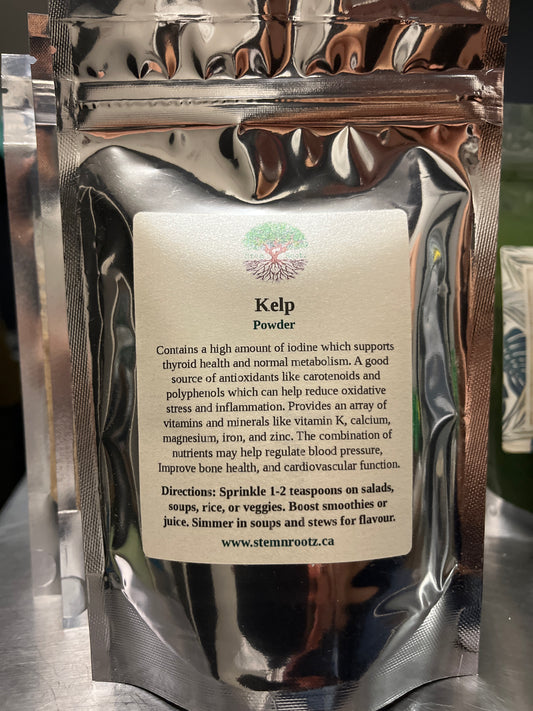 Kelp
Powder
Contains a high amount of iodine which supports
thyroid health and normal metabolism. A good
source of antioxidants like carotenoids and
polyphenols which can help reduce oxidative
stress and inflammation. Provides an array of
vitamins and minerals like vitamin K, calcium,
magnesium, iron, and zinc. The combination of
nutrients may help regulate blood pressure,
Improve bone health, and cardiovascular function.
Directions: Sprinkle 1-2 teaspoons on salads,
soups, rice, or veggies. Boost smoothies or
juice. Simmer in soups and stews for flavour.
www.stemnrootz.ca